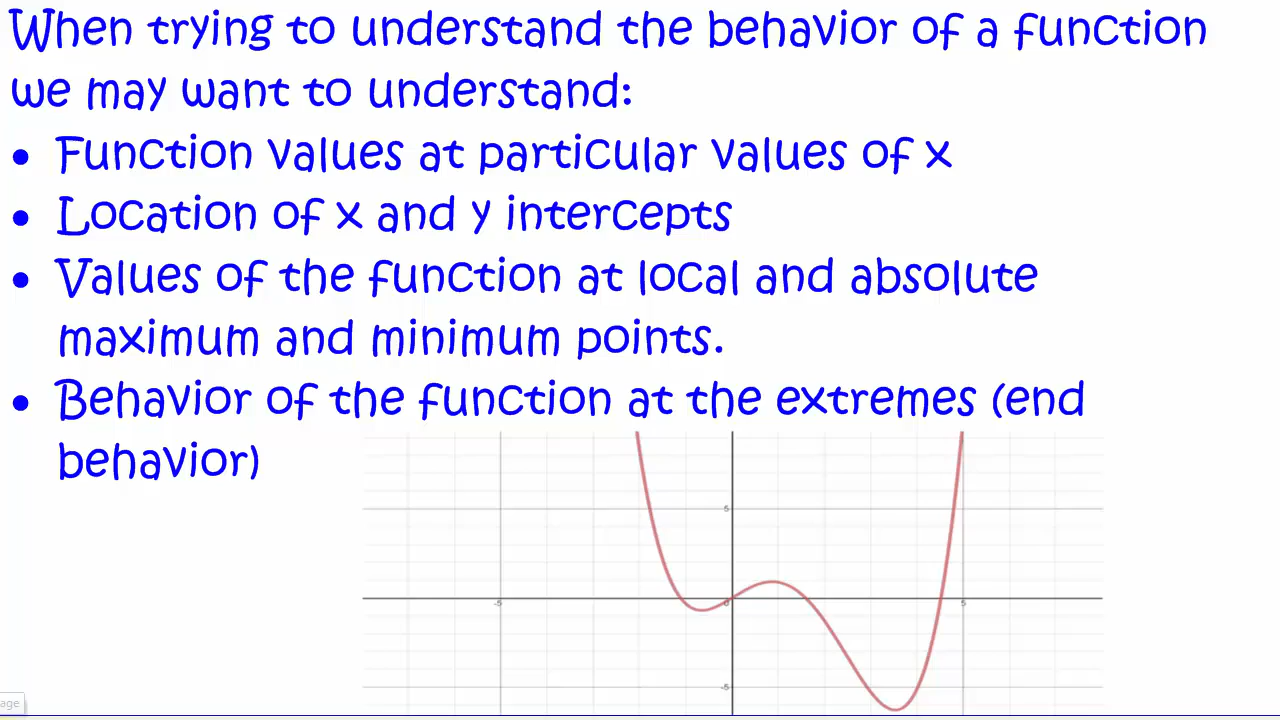 When trying to understand the behavior of a function
we may want to understand:
• Function values at particular values of x
• Location of x and y intercepts
• Values of the function at local and absolute
maximum and minimum points.
• Behavior of the function at the extremes (end
behavior)
5
-5
0
5
-5
age